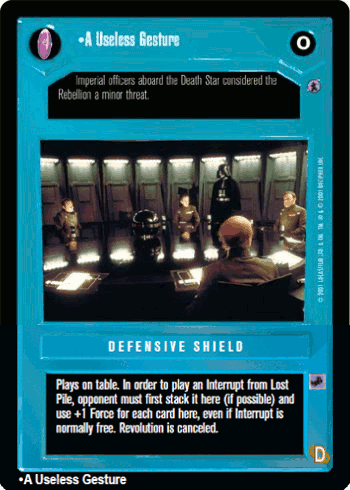 •A Useless Gesture
O
Imperial officers aboard the Death Star considered the
Rebellion a minor threat.
DEFENSIVE SHIELD
Plays on table. In order to play an Interrupt from Lost
Pile, opponent must first stack it here (if possible) and
use +1 Force for each card here, even if Interrupt is
normally free. Revolution is canceled.
D
•A Useless Gesture